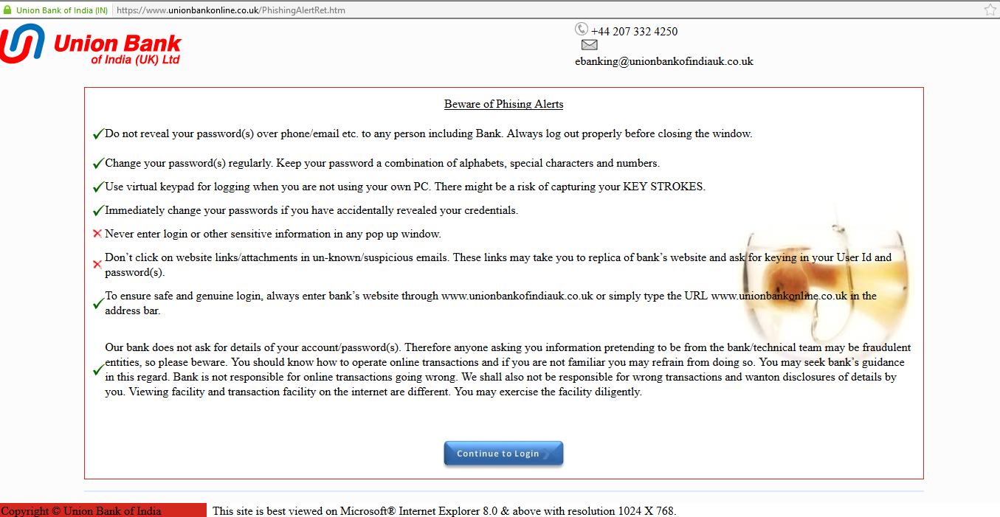 Union Bank of India (IN) https://www.unionbankonline.co.uk/PhishingAlertRet.htm
Union Bank
of India (UK) Ltd
+44 207 332 4250
ebanking@unionbankofindiauk.co.uk
Beware of Phising Alerts
Do not reveal your password(s) over phone/email etc. to any person including Bank. Always log out properly before closing the window.
Change your password(s) regularly. Keep your password a combination of alphabets, special characters and numbers.
Use virtual keypad for logging when you are not using your own PC. There might be a risk of capturing your KEY STROKES.
Immediately change your passwords if you have accidentally revealed your credentials.
Never enter login or other sensitive information in any pop up window.
Don’t click on website links/attachments in un-known/suspicious emails. These links may take you to replica of bank’s website and ask for keying in your User Id and
password(s).
To ensure safe and genuine login, always enter bank’s website through www.unionbankofindiauk.co.uk or simply type the URL www.unionbankonline.co.uk in the
address bar.
Our bank does not ask for details of your account/password(s). Therefore anyone asking you information pretending to be from the bank/technical team may be fraudulent
entities, so please beware. You should know how to operate online transactions and if you are not familiar you may refrain from doing so. You may seek bank’s guidance
in this regard. Bank is not responsible for online transactions going wrong. We shall also not be responsible for wrong transactions and wanton disclosures of details by
you. Viewing facility and transaction facility on the internet are different. You may exercise the facility diligently.
Continue to Login
Copyright © Union Bank of India This site is best viewed on Microsoft® Internet Explorer 8.0 & above with resolution 1024 X 768.